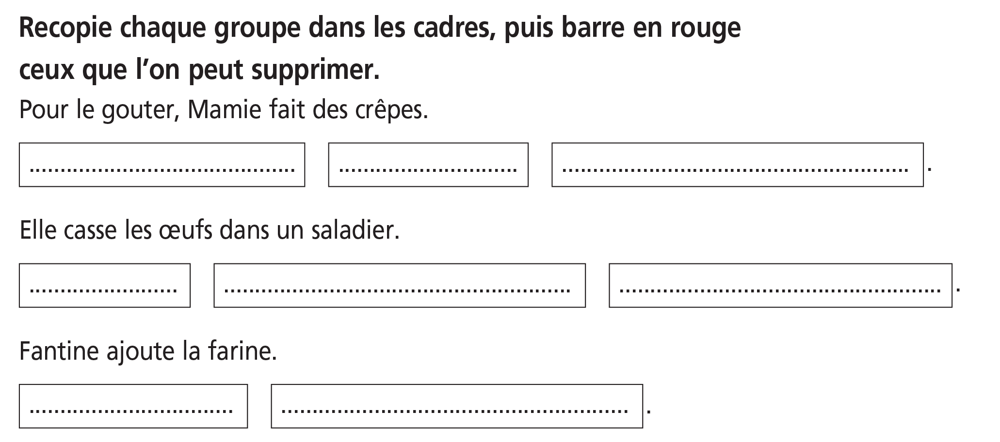 Recopie chaque groupe dans les cadres, puis barre en rouge
ceux que l'on peut supprimer.
Pour le gouter, Mamie fait des crêpes.
........................................... ............................. ........................................................ .
Elle casse les œufs dans un saladier.
........................ ........................................................ .................................................... .
Fantine ajoute la farine.
................................. ........................................................ .